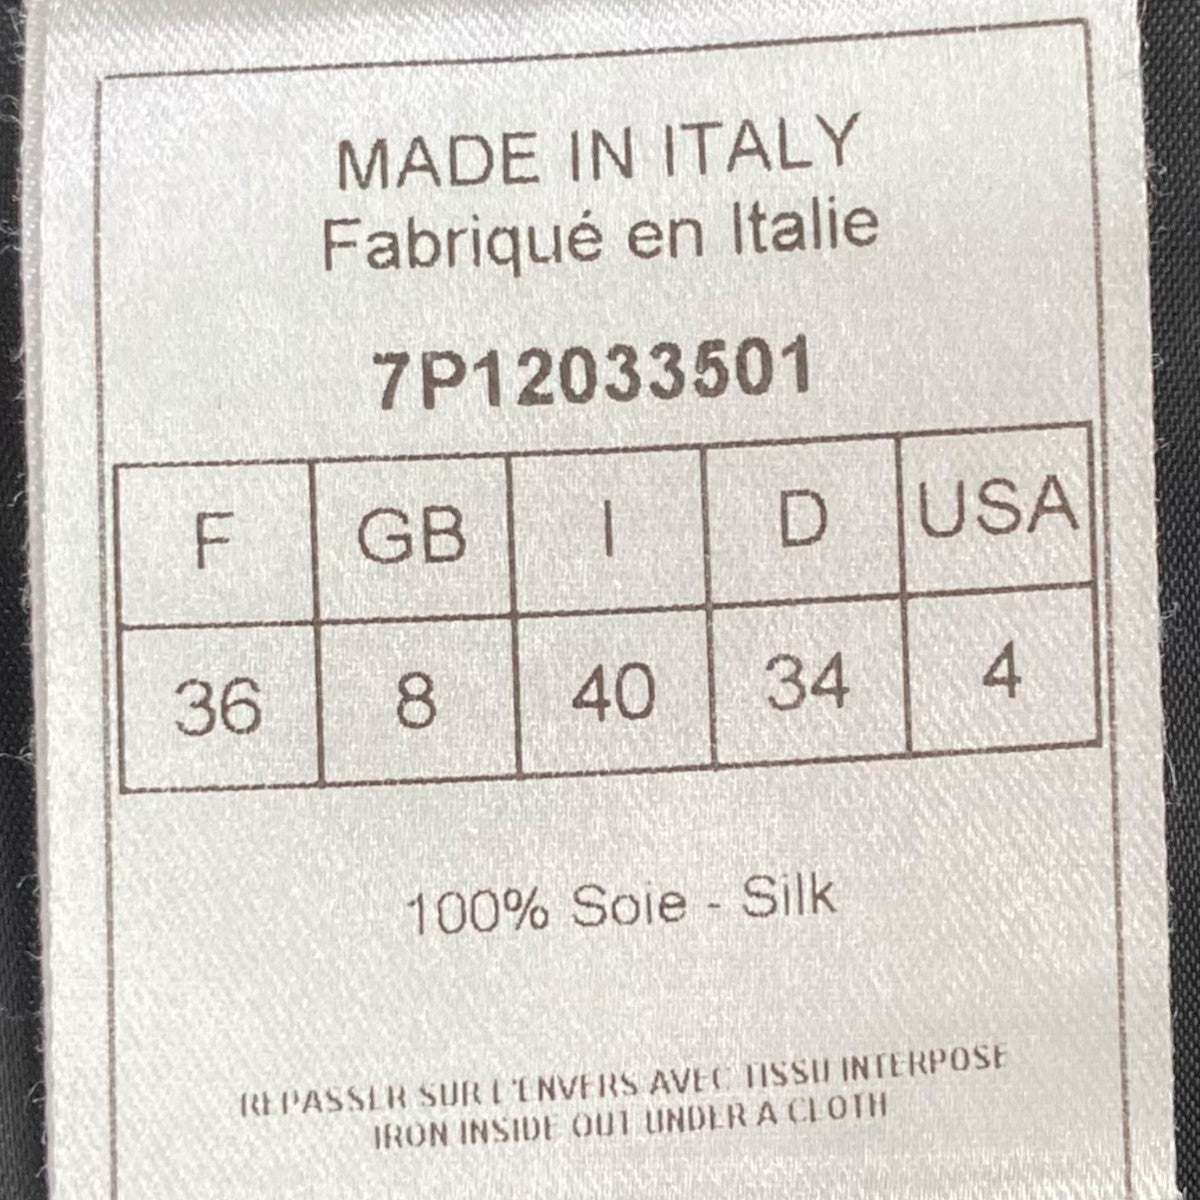 MADE IN ITALY
Fabriqué en Italie
7P12033501
F GB I D USA
36 8 40 34 4
100% Soie - Silk
REPASSER SUR L'ENVERS AVEC TISSU INTERPOSE
IRON INSIDE OUT UNDER A CLOTH